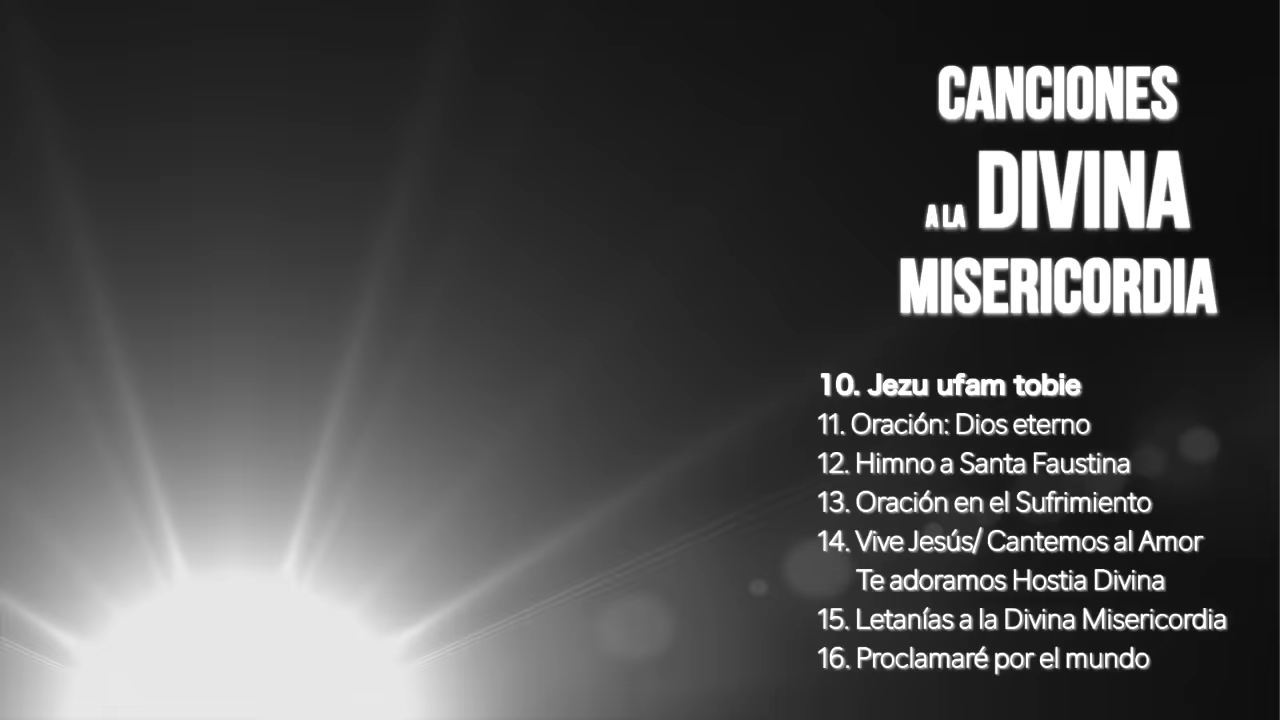 CANCIONES
A LA DIVINA
MISERICORDIA
10. Jezu ufam tobie
11. Oración: Dios eterno
12. Himno a Santa Faustina
13. Oración en el Sufrimiento
14. Vive Jesús/ Cantemos al Amor
Te adoramos Hostia Divina
15. Letanías a la Divina Misericordia
16. Proclamaré por el mundo